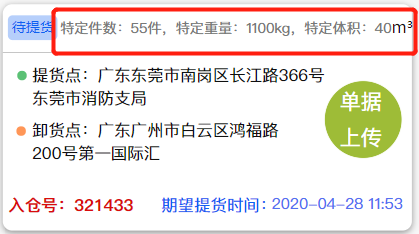 待提货 特定件数：55件，特定重量：1100kg，特定体积：40m³
提货点：广东东莞市南岗区长江路366号
东莞市消防支局
卸货点：广东广州市白云区鸿福路
200号第一国际汇
单据
上传
入仓号：321433 期望提货时间：2020-04-28 11:53